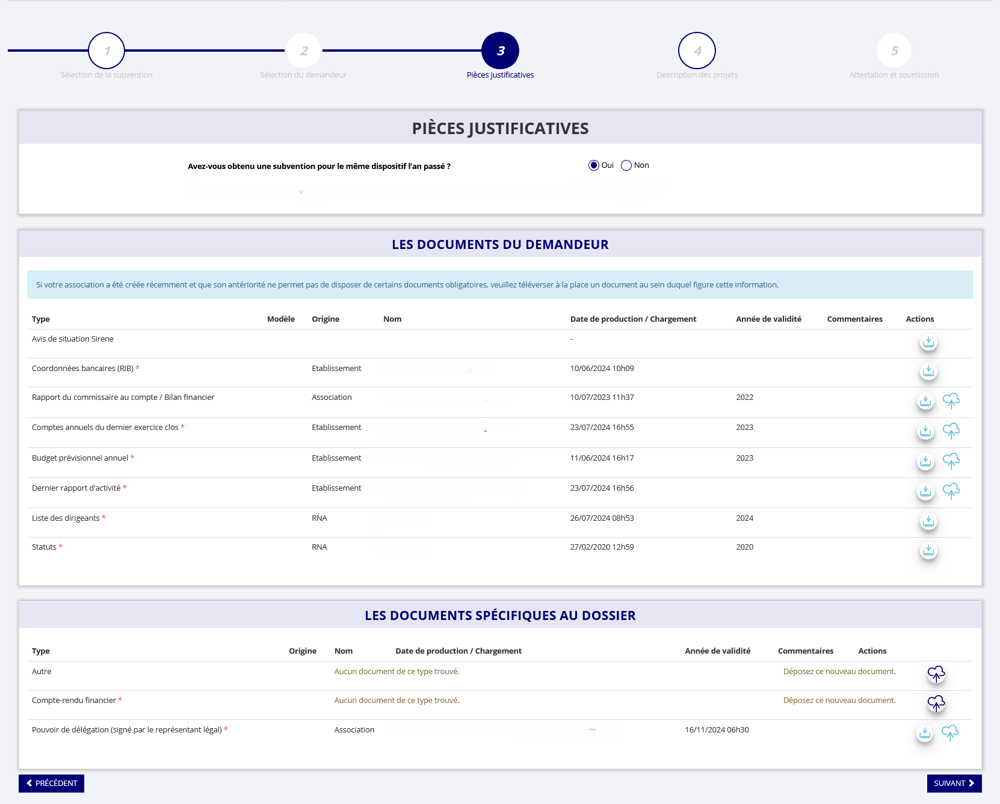 1 2 3 4 5
Sélection de la subvention Sélection du demandeur Pièces justificatives Description des projets Attestation et soumission
PIÈCES JUSTIFICATIVES
Avez-vous obtenu une subvention pour le même dispositif l’an passé ? Oui Non
LES DOCUMENTS DU DEMANDEUR
Si votre association a été créée récemment et que son antériorité ne permet pas de disposer de certains documents obligatoires, veuillez téléverser à la place un document au sein duquel figure cette information.
Type Modèle Origine Nom Date de production / Chargement Année de validité Commentaires Actions
Avis de situation Sirene -
Coordonnées bancaires (RIB) * Etablissement 10/06/2024 10h09
Rapport du commissaire au compte / Bilan financier Association 10/07/2023 11h37 2022
Comptes annuels du dernier exercice clos * Etablissement 23/07/2024 16h55 2023
Budget prévisionnel annuel * Etablissement 11/06/2024 16h17 2023
Dernier rapport d'activité * Etablissement 23/07/2024 16h56
Liste des dirigeants * RNA 26/07/2024 08h53 2024
Statuts * RNA 27/02/2020 12h59 2020
LES DOCUMENTS SPÉCIFIQUES AU DOSSIER
Type Origine Nom Date de production / Chargement Année de validité Commentaires Actions
Autre Aucun document de ce type trouvé. Déposez ce nouveau document.
Compte-rendu financier * Aucun document de ce type trouvé. Déposez ce nouveau document.
Pouvoir de délégation (signé par le représentant légal) * Association 16/11/2024 06h30
PRÉCÉDENT SUIVANT